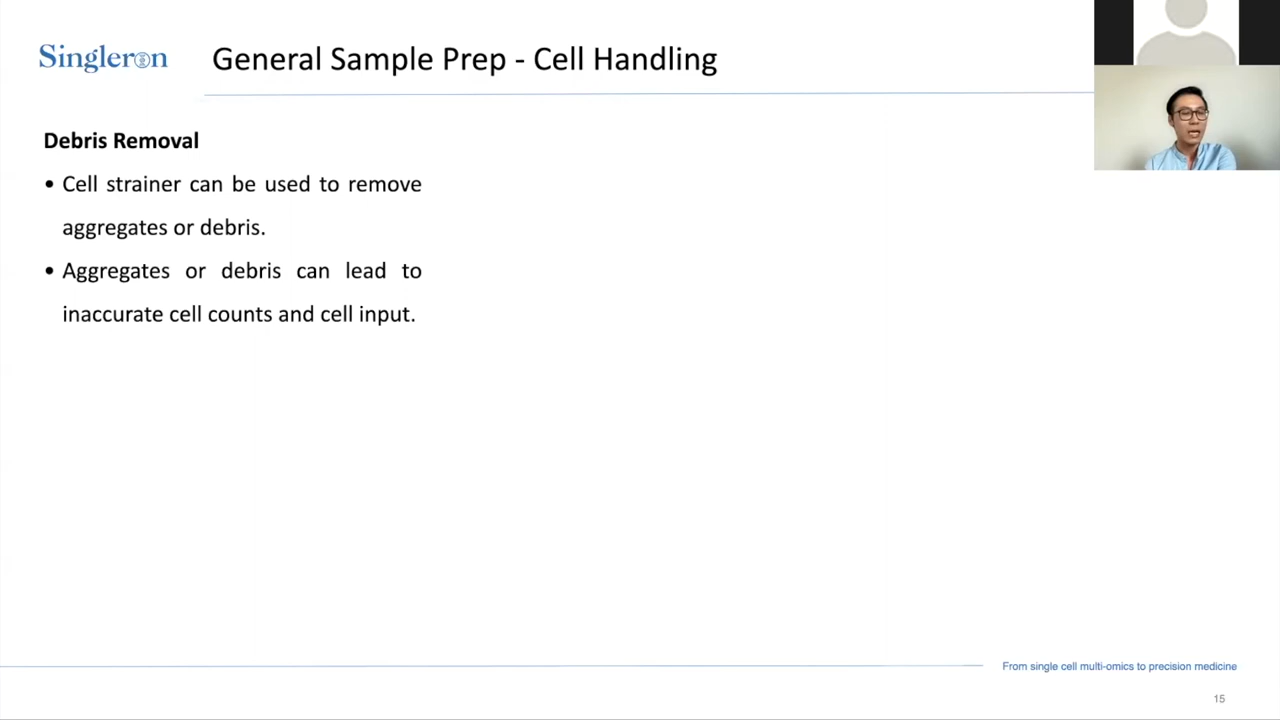 Singleron
General Sample Prep - Cell Handling
Debris Removal
• Cell strainer can be used to remove
aggregates or debris.
• Aggregates or debris can lead to
inaccurate cell counts and cell input.
From single cell multi-omics to precision medicine
15